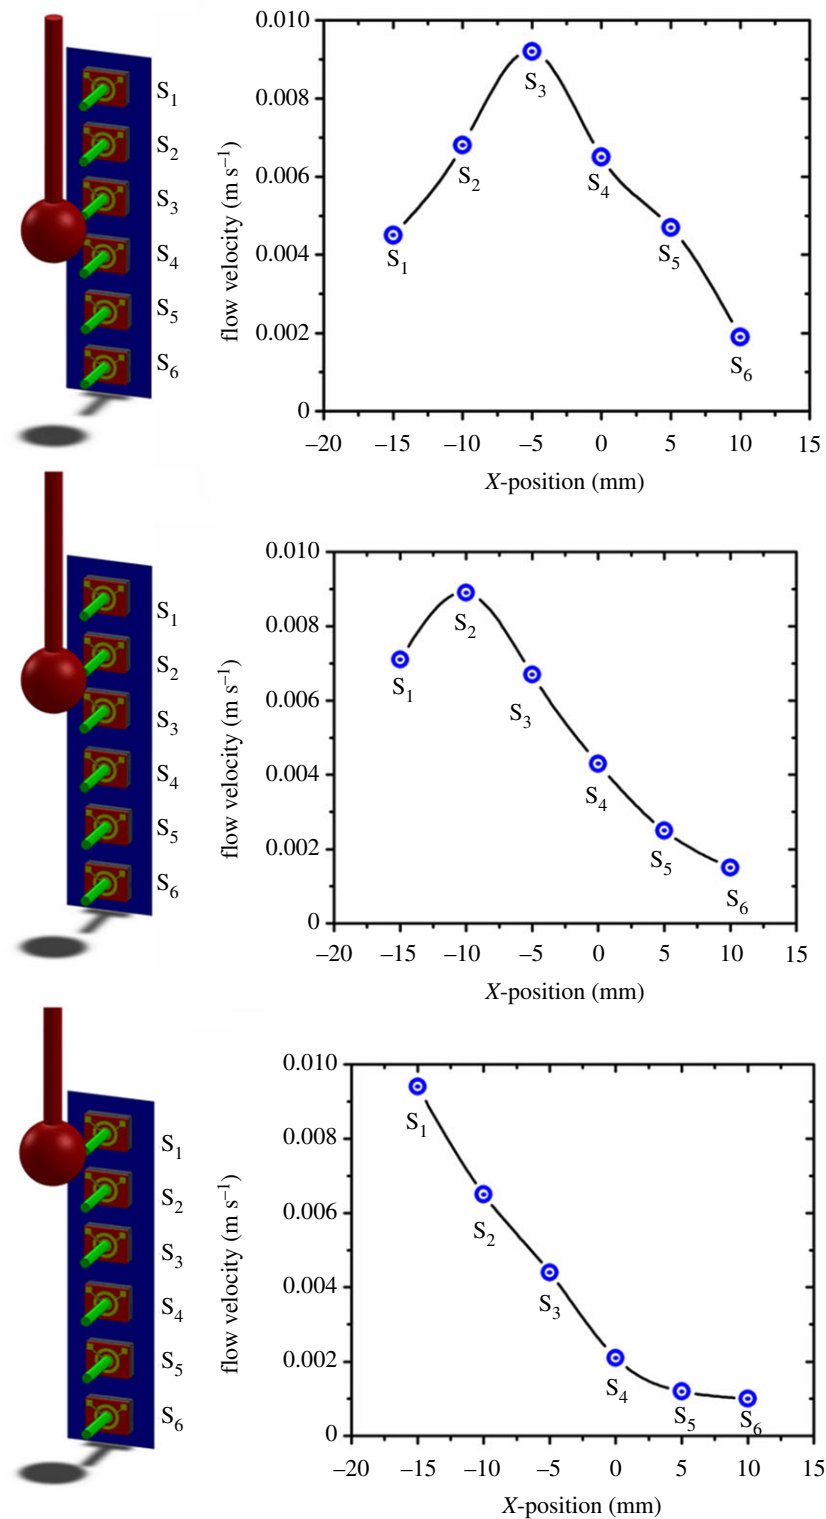 S1
S2
S3
S4
S5
S6
flow velocity (m s−1)
0.010
0.008
0.006
0.004
0.002
0
S1
S2
S3
S4
S5
S6
−20 −15 −10 −5 0 5 10 15
X-position (mm)
S1
S2
S3
S4
S5
S6
flow velocity (m s−1)
0.010
0.008
0.006
0.004
0.002
0
S1
S2
S3
S4
S5
S6
−20 −15 −10 −5 0 5 10 15
X-position (mm)
S1
S2
S3
S4
S5
S6
flow velocity (m s−1)
0.010
0.008
0.006
0.004
0.002
0
S1
S2
S3
S4
S5
S6
−20 −15 −10 −5 0 5 10 15
X-position (mm)